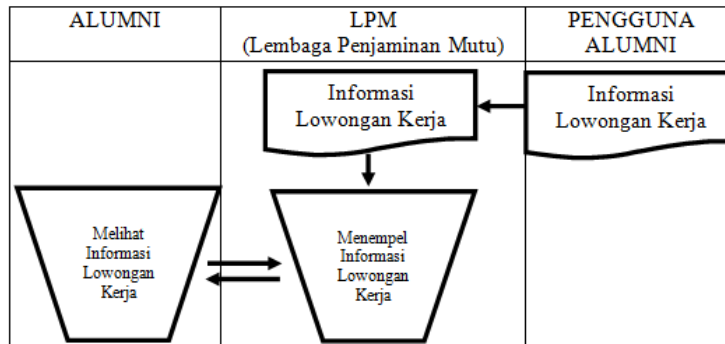 ALUMNI
LPM
(Lembaga Penjaminan Mutu)
PENGGUNA
ALUMNI
Informasi
Lowongan Kerja
Informasi
Lowongan Kerja
Melihat
Informasi
Lowongan
Kerja
Menempel
Informasi
Lowongan
Kerja